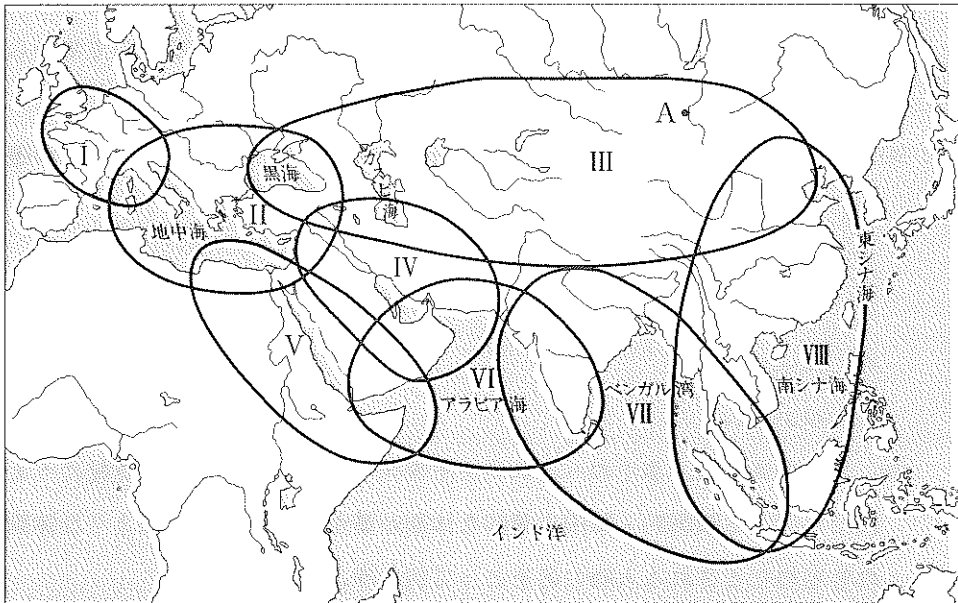 A
I
III
黒海
カスピ海
II
地中海
東シナ海
IV
V
VIII
VI
ベンガル湾
南シナ海
アラビア海
VII
インド洋